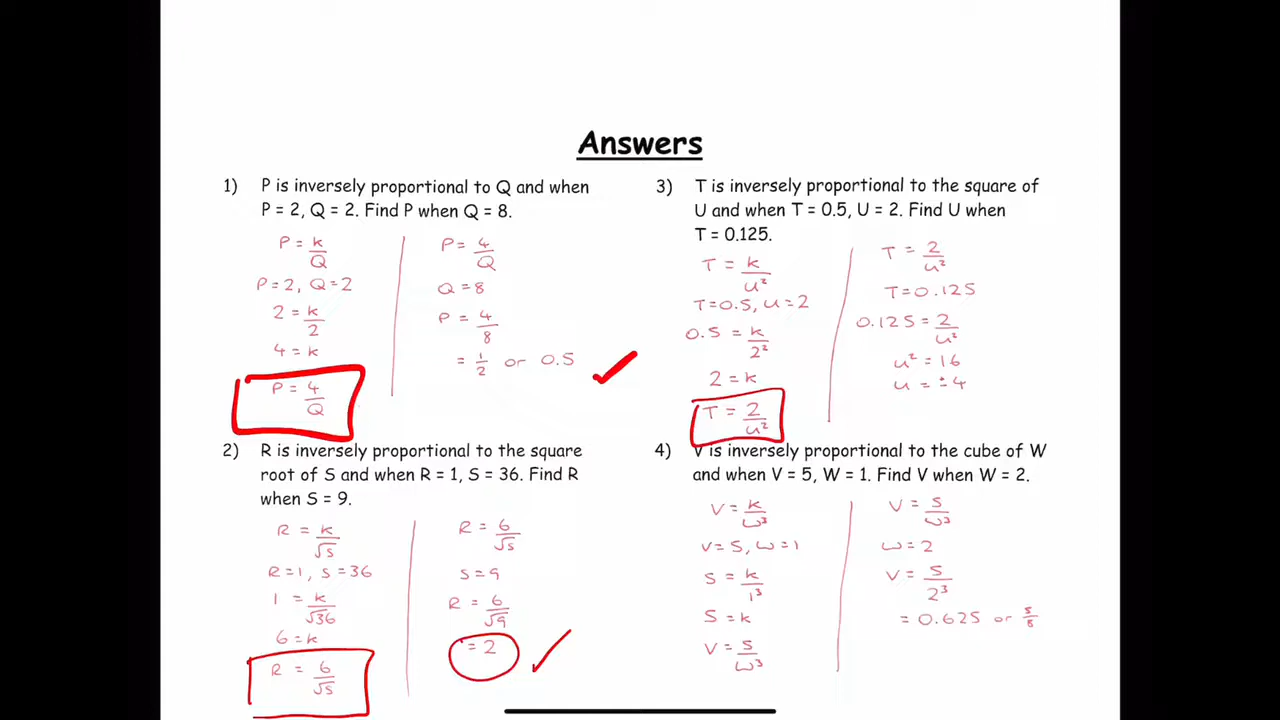 Answers
1) P is inversely proportional to Q and when
P = 2, Q = 2. Find P when Q = 8.
P = k/Q
P=2, Q=2
2 = k/2
4 = k
P = 4/Q
P = 4/Q
Q = 8
P = 4/8
= 1/2 or 0.5
2) R is inversely proportional to the square
root of S and when R = 1, S = 36. Find R
when S = 9.
R = k/√S
R=1, S=36
1 = k/√36
6 = k
R = 6/√S
R = 6/√S
S=9
R = 6/√9
= 2
3) T is inversely proportional to the square of
U and when T = 0.5, U = 2. Find U when
T = 0.125.
T = k/u²
T=0.5, u=2
0.5 = k/2²
2 = k
T = 2/u²
T = 2/u²
T=0.125
0.125 = 2/u²
u² = 16
u = ±4
4) V is inversely proportional to the cube of W
and when V = 5, W = 1. Find V when W = 2.
V = k/w³
V=5, w=1
5 = k/1³
5 = k
V = 5/w³
V = 5/w³
w=2
V = 5/2³
= 0.625 or 5/8